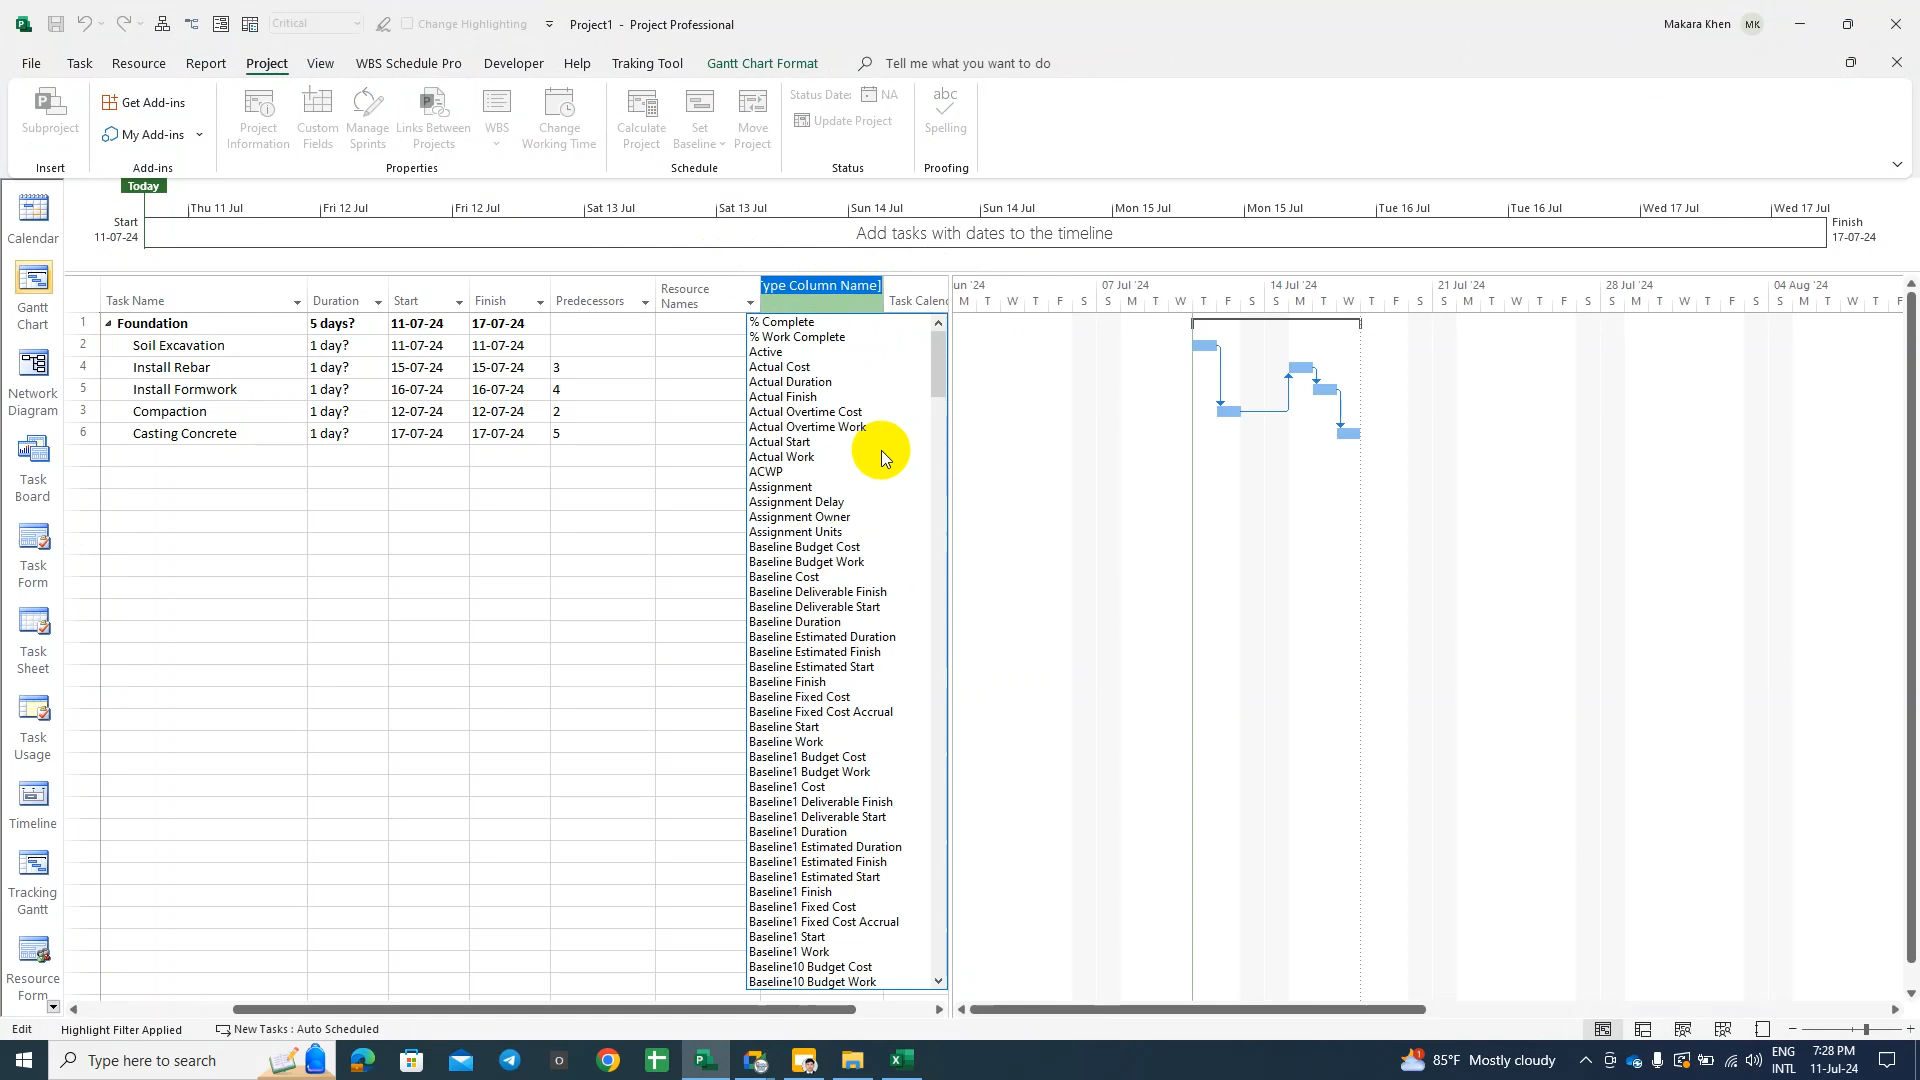 Critical
Change Highlighting
Project1 - Project Professional
Makara Khen
MK
File
Task
Resource
Report
Project
View
WBS Schedule Pro
Developer
Help
Traking Tool
Gantt Chart Format
Tell me what you want to do
Subproject
Get Add-ins
My Add-ins
Project Information
Custom Fields
Manage Sprints
Links Between Projects
WBS
Change Working Time
Calculate Project
Set Baseline
Move Project
Status Date:
NA
Update Project
abc
Spelling
Insert
Add-ins
Properties
Schedule
Status
Proofing
Today
Thu 11 Jul
Fri 12 Jul
Fri 12 Jul
Sat 13 Jul
Sat 13 Jul
Sun 14 Jul
Sun 14 Jul
Mon 15 Jul
Mon 15 Jul
Tue 16 Jul
Tue 16 Jul
Wed 17 Jul
Wed 17 Jul
Start
11-07-24
Add tasks with dates to the timeline
Finish
17-07-24
Calendar
Gantt Chart
Network Diagram
Task Board
Task Form
Task Sheet
Task Usage
Timeline
Tracking Gantt
Resource Form
Task Name
Duration
Start
Finish
Predecessors
Resource Names
Type Column Name]
Task Calend
1 Foundation 5 days? 11-07-24 17-07-24
2 Soil Excavation 1 day? 11-07-24 11-07-24
4 Install Rebar 1 day? 15-07-24 15-07-24 3
5 Install Formwork 1 day? 16-07-24 16-07-24 4
3 Compaction 1 day? 12-07-24 12-07-24 2
6 Casting Concrete 1 day? 17-07-24 17-07-24 5
% Complete
% Work Complete
Active
Actual Cost
Actual Duration
Actual Finish
Actual Overtime Cost
Actual Overtime Work
Actual Start
Actual Work
ACWP
Assignment
Assignment Delay
Assignment Owner
Assignment Units
Baseline Budget Cost
Baseline Budget Work
Baseline Cost
Baseline Deliverable Finish
Baseline Deliverable Start
Baseline Duration
Baseline Estimated Duration
Baseline Estimated Finish
Baseline Estimated Start
Baseline Finish
Baseline Fixed Cost
Baseline Fixed Cost Accrual
Baseline Start
Baseline Work
Baseline1 Budget Cost
Baseline1 Budget Work
Baseline1 Cost
Baseline1 Deliverable Finish
Baseline1 Deliverable Start
Baseline1 Duration
Baseline1 Estimated Duration
Baseline1 Estimated Finish
Baseline1 Estimated Start
Baseline1 Finish
Baseline1 Fixed Cost
Baseline1 Fixed Cost Accrual
Baseline1 Start
Baseline1 Work
Baseline10 Budget Cost
Baseline10 Budget Work
un '24
07 Jul '24
14 Jul '24
21 Jul '24
28 Jul '24
04 Aug '24
M T W T F S S M T W T F S S M T W T F S S M T W T F S S M T W T F S S M T W T F
Edit
Highlight Filter Applied
New Tasks : Auto Scheduled
Type here to search
85°F Mostly cloudy
ENG
INTL
7:28 PM
11-Jul-24